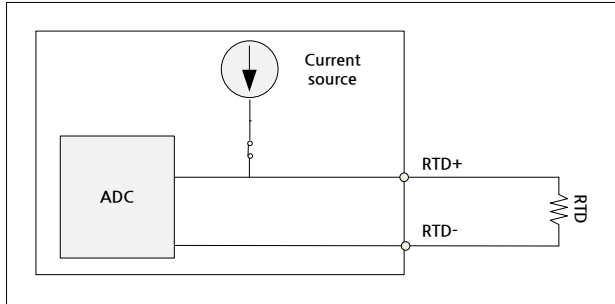 Current
source
ADC
RTD+
RTD-
RTD